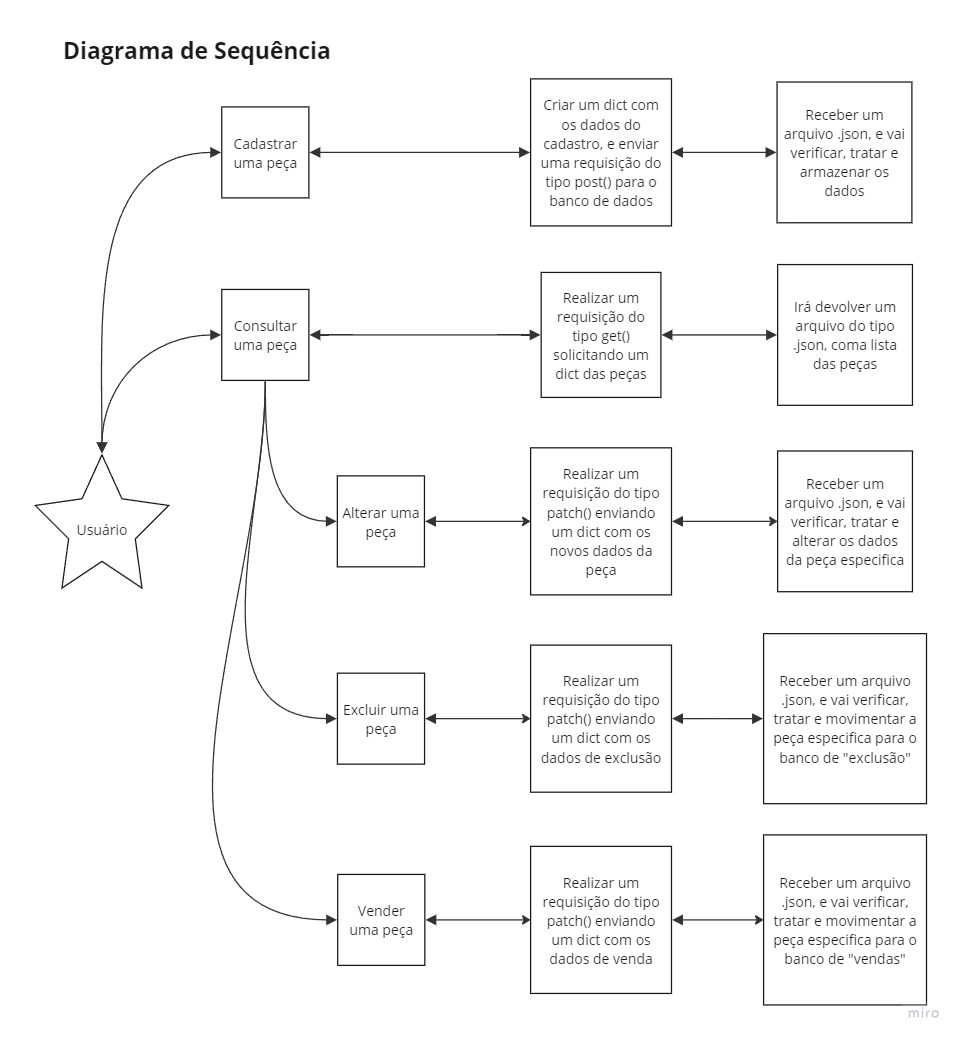 Diagrama de Sequência
Cadastrar
uma peça
Criar um dict com
os dados do
cadastro, e enviar
uma requisição do
tipo post() para o
banco de dados
Receber um
arquivo .json, e vai
verificar, tratar e
armazenar os
dados
Consultar
uma peça
Realizar um
requisição do
tipo get()
solicitando um
dict das peças
Irá devolver um
arquivo do tipo
.json, coma lista
das peças
Usuário
Alterar uma
peça
Realizar um
requisição do tipo
patch() enviando
um dict com os
novos dados da
peça
Receber um
arquivo .json, e vai
verificar, tratar e
alterar os dados
da peça especifica
Excluir uma
peça
Realizar um
requisição do tipo
patch() enviando
um dict com os
dados de exclusão
Receber um arquivo
.json, e vai verificar,
tratar e movimentar a
peça especifica para o
banco de "exclusão"
Vender
uma peça
Realizar um
requisição do tipo
patch() enviando
um dict com os
dados de venda
Receber um arquivo
.json, e vai verificar,
tratar e movimentar a
peça especifica para o
banco de "vendas"
miro